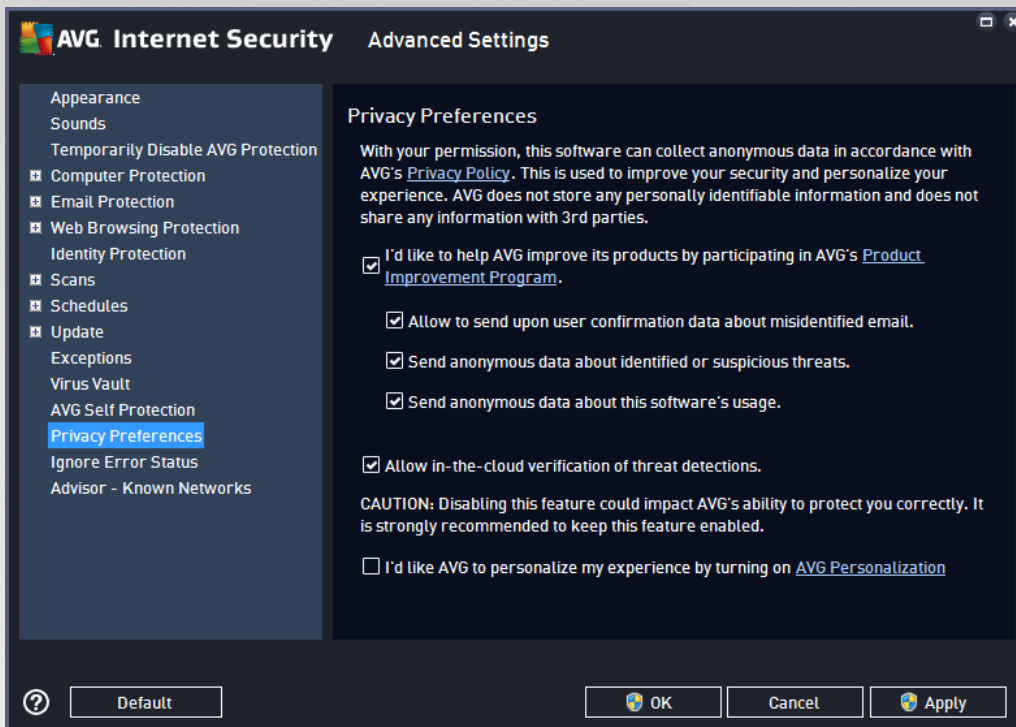 AVG Internet Security Advanced Settings
Appearance
Sounds
Temporarily Disable AVG Protection
Computer Protection
Email Protection
Web Browsing Protection
Identity Protection
Scans
Schedules
Update
Exceptions
Virus Vault
AVG Self Protection
Privacy Preferences
Ignore Error Status
Advisor - Known Networks
Privacy Preferences
With your permission, this software can collect anonymous data in accordance with
AVG's Privacy Policy. This is used to improve your security and personalize your
experience. AVG does not store any personally identifiable information and does not
share any information with 3rd parties.
I'd like to help AVG improve its products by participating in AVG's Product
Improvement Program.
Allow to send upon user confirmation data about misidentified email.
Send anonymous data about identified or suspicious threats.
Send anonymous data about this software's usage.
Allow in-the-cloud verification of threat detections.
CAUTION: Disabling this feature could impact AVG's ability to protect you correctly. It
is strongly recommended to keep this feature enabled.
I'd like AVG to personalize my experience by turning on AVG Personalization
? Default OK Cancel Apply